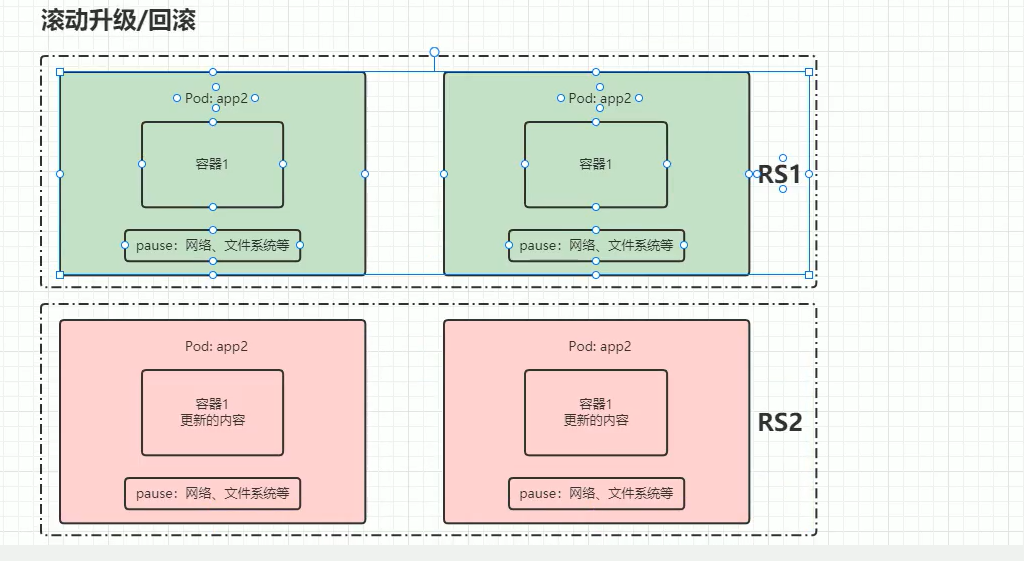 滚动升级/回滚
Pod: app2
Pod: app2
容器1
容器1
RS1
pause：网络、文件系统等
pause：网络、文件系统等
Pod: app2
Pod: app2
容器1
更新的内容
容器1
更新的内容
RS2
pause：网络、文件系统等
pause：网络、文件系统等